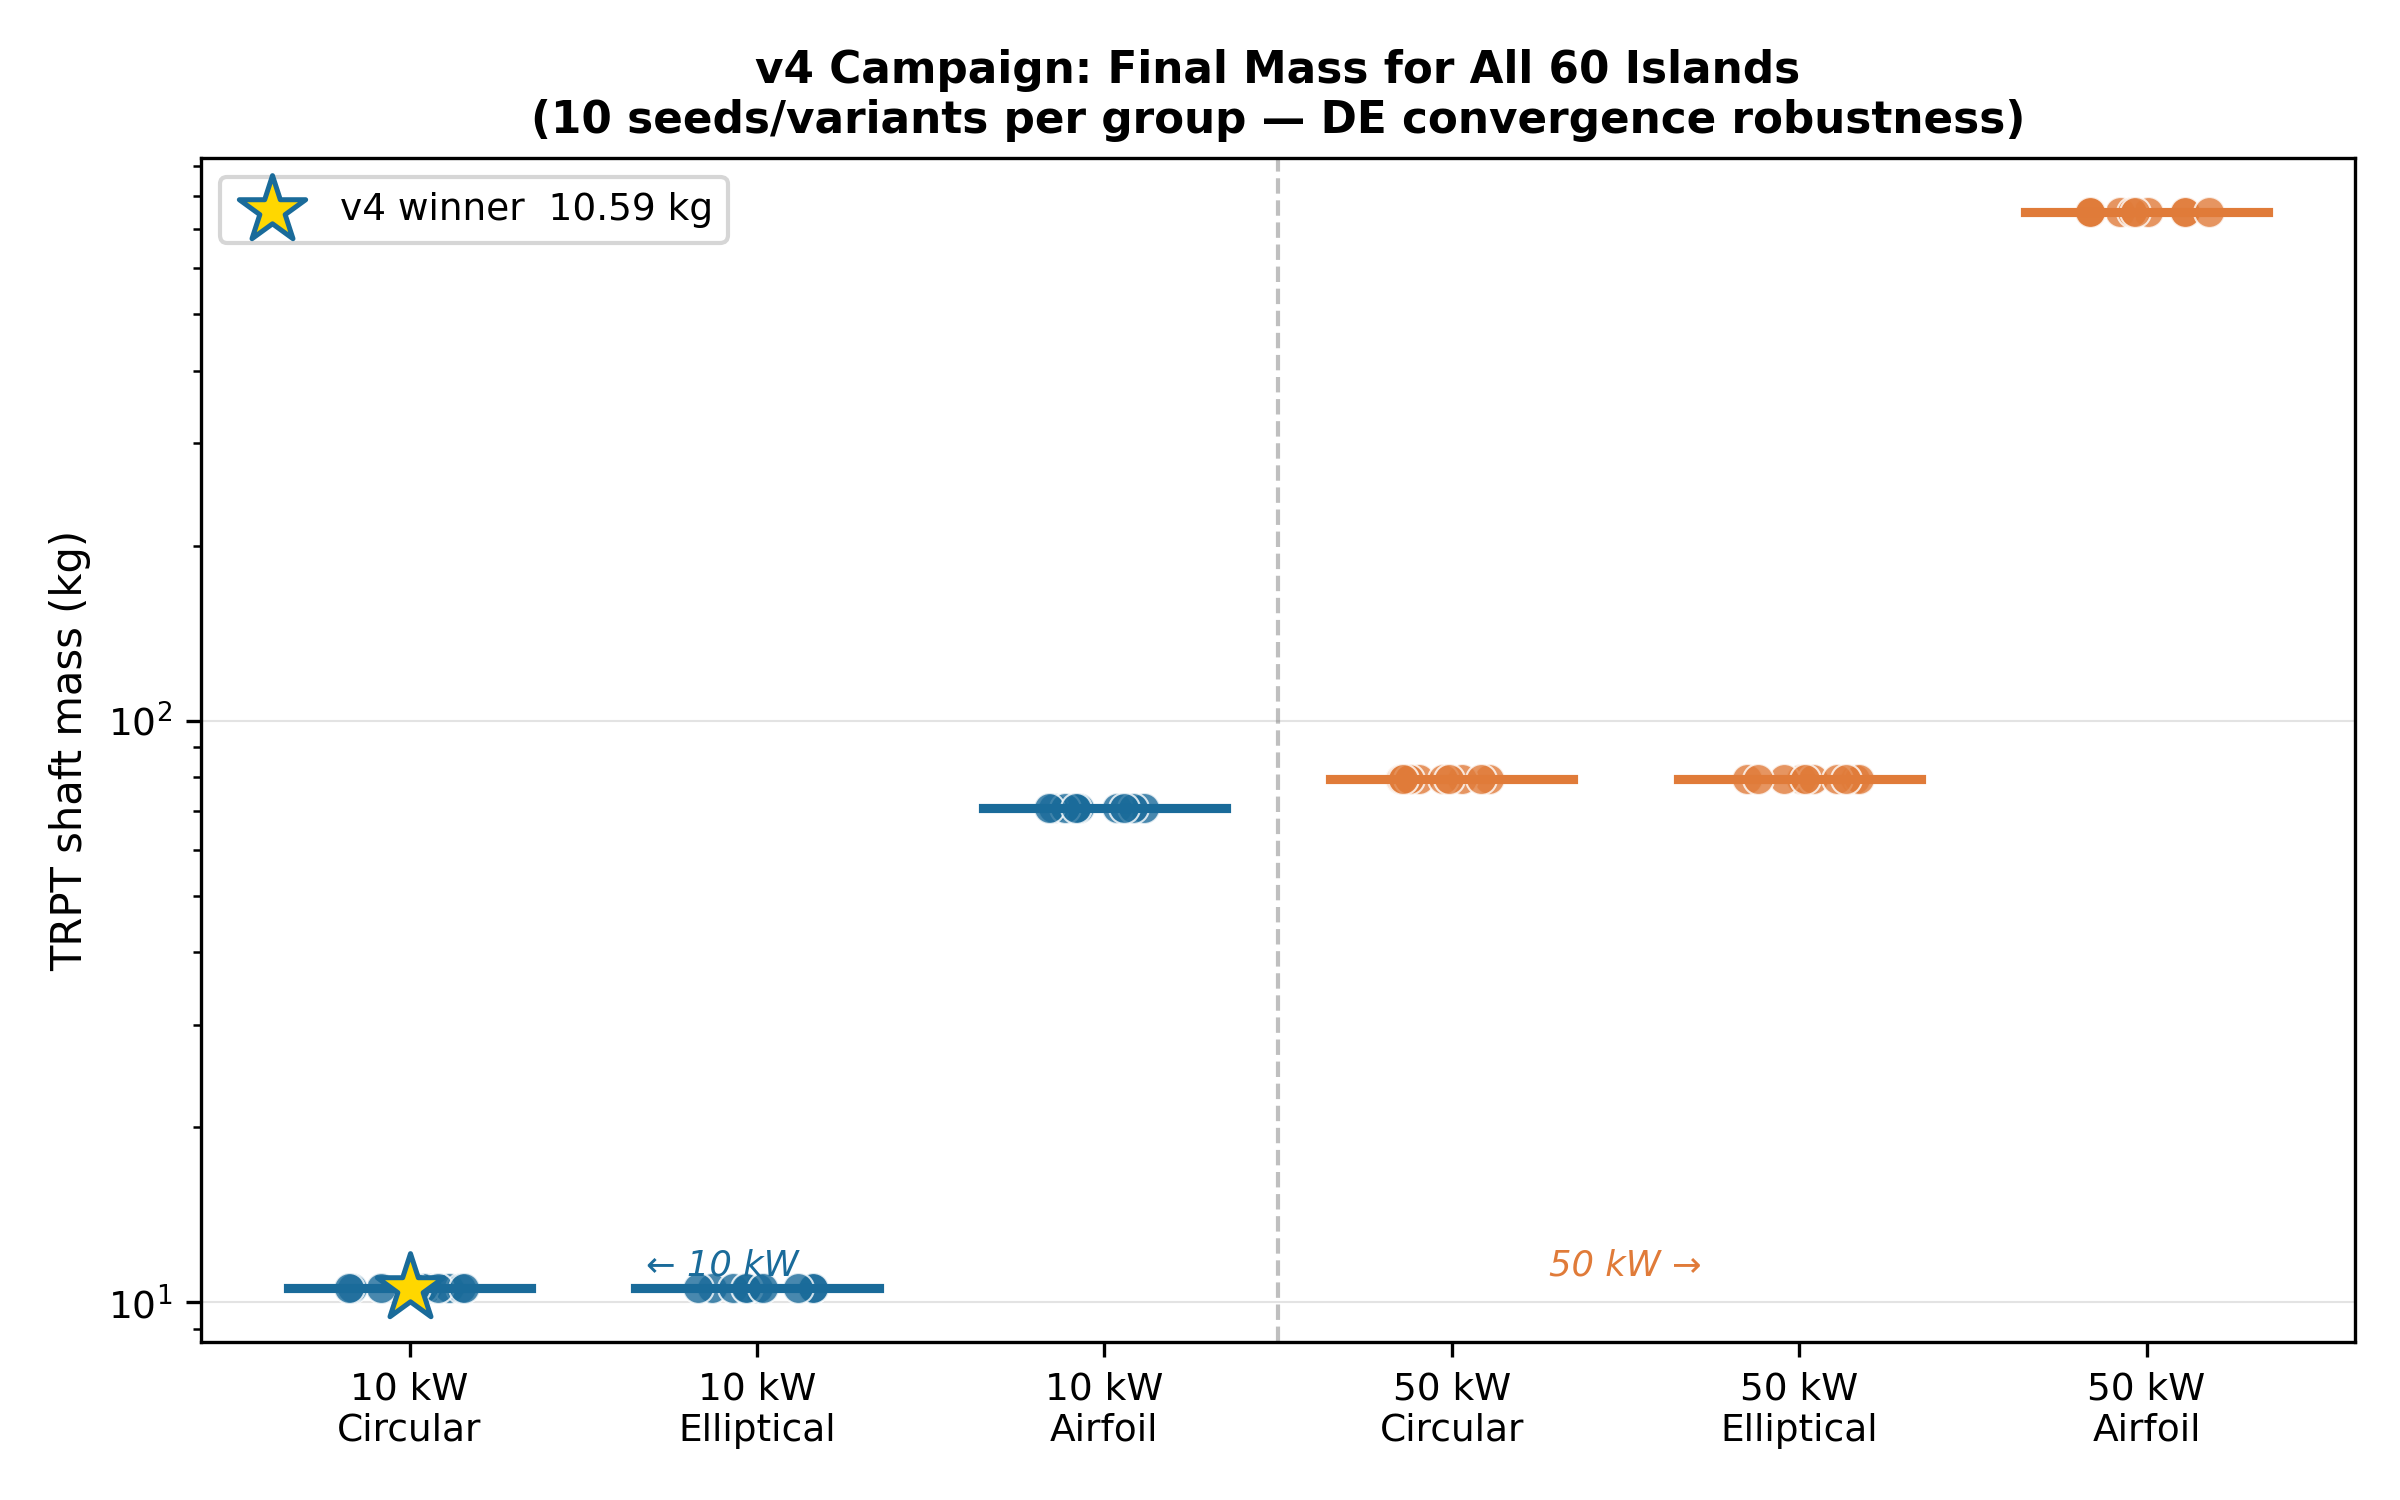 v4 Campaign: Final Mass for All 60 Islands
(10 seeds/variants per group — DE convergence robustness)
v4 winner  10.59 kg
TRPT shaft mass (kg)
10²
10¹
← 10 kW
50 kW →
10 kW
Circular
10 kW
Elliptical
10 kW
Airfoil
50 kW
Circular
50 kW
Elliptical
50 kW
Airfoil